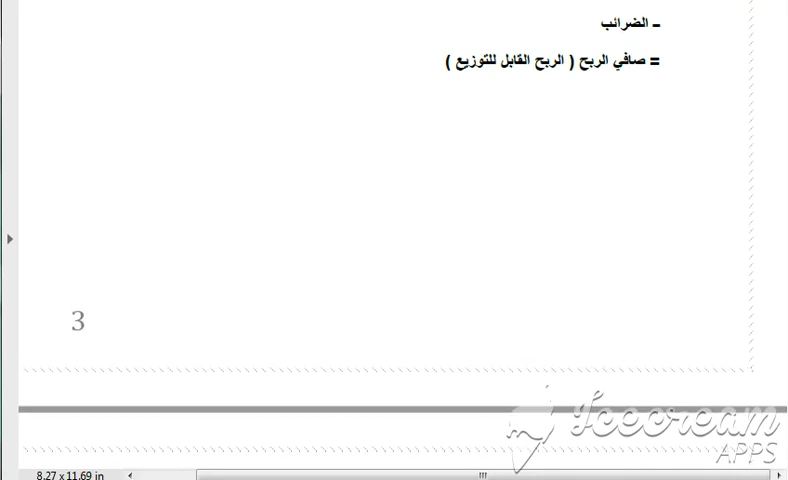 - الضرائب
= صافي الربح ( الربح القابل للتوزيع )
3
Icecream
APPS
8.27 x 11.69 in